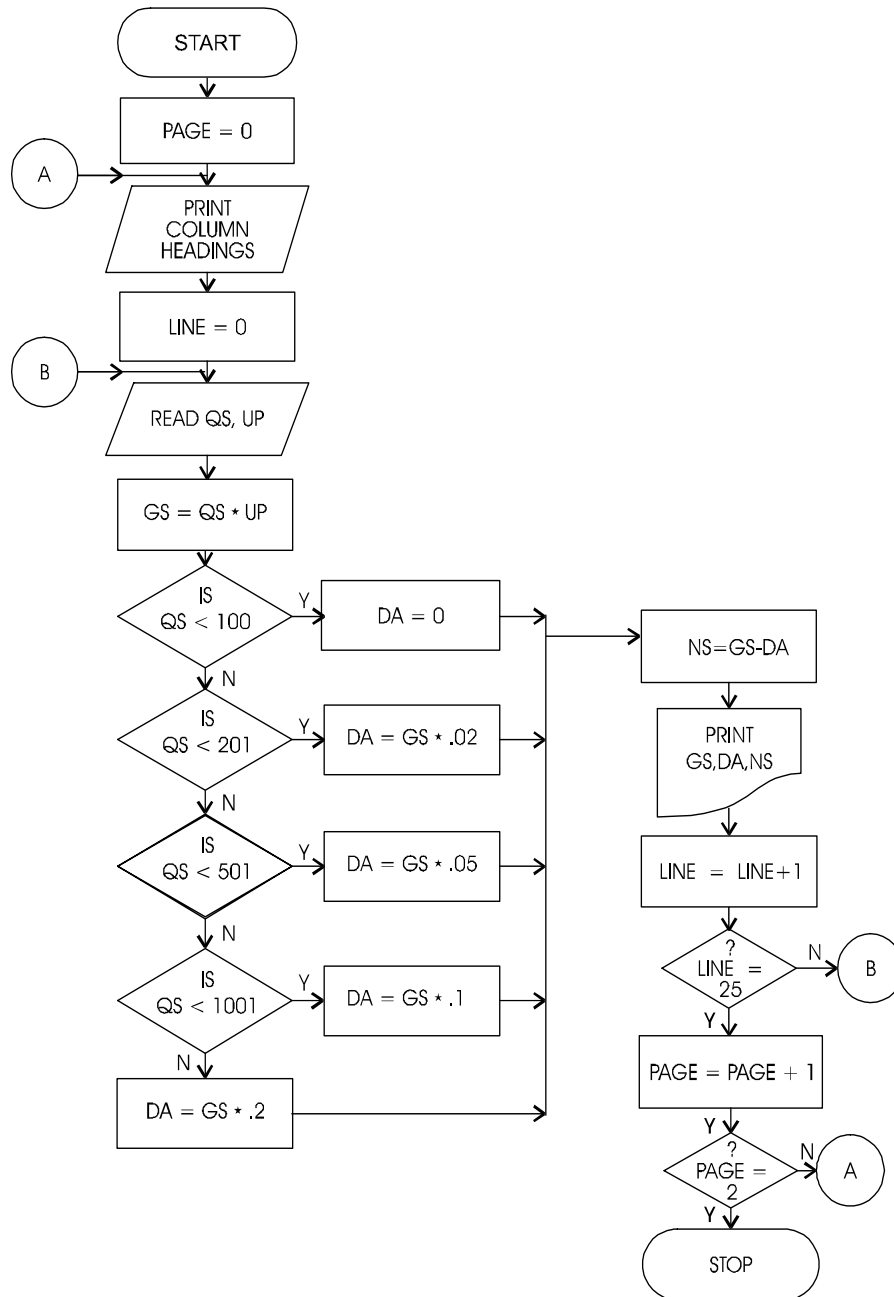 START
PAGE = 0
A
PRINT
COLUMN
HEADINGS
LINE = 0
B
READ QS, UP
GS = QS * UP
IS
QS < 100
Y
DA = 0
N
IS
QS < 201
Y
DA = GS * .02
N
IS
QS < 501
Y
DA = GS * .05
N
IS
QS < 1001
Y
DA = GS * .1
N
DA = GS * .2
NS=GS-DA
PRINT
GS,DA,NS
LINE = LINE+1
?
LINE =
25
N
B
Y
PAGE = PAGE + 1
Y
?
PAGE =
2
N
A
Y
STOP